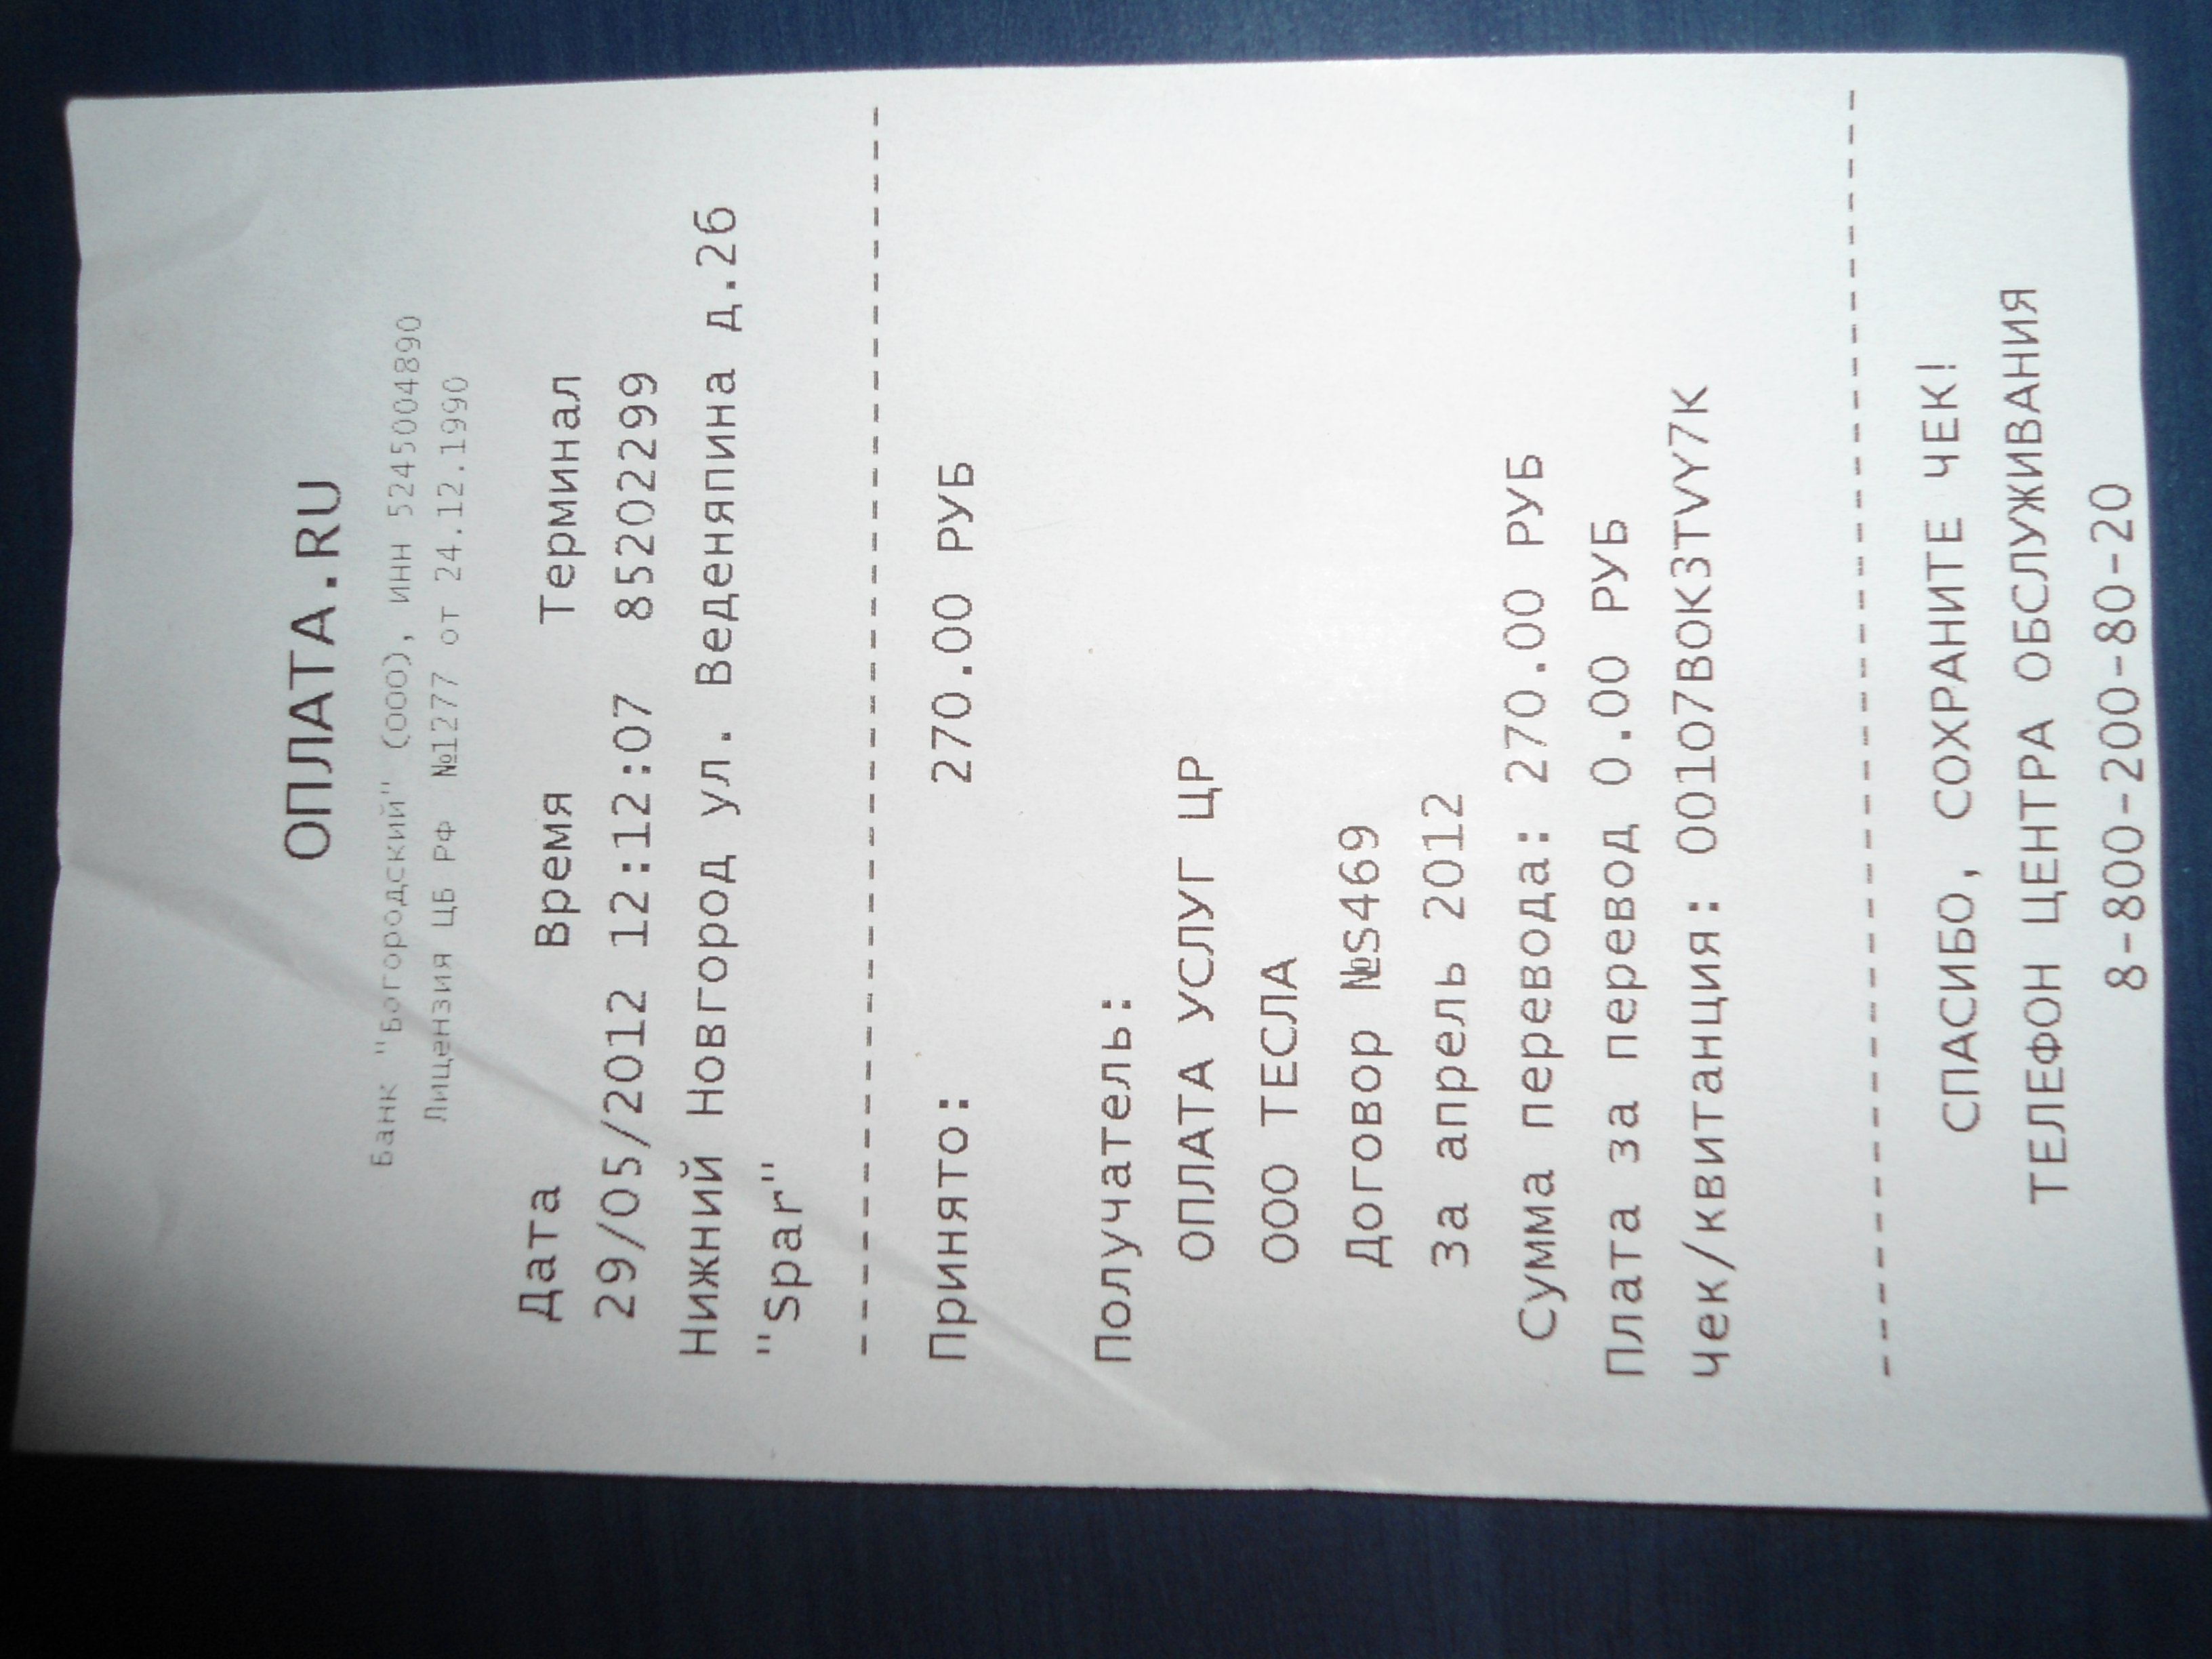 ОПЛАТА.RU
Банк "Богородский" (ООО), ИНН 5245004890
Лицензия ЦБ РФ №1277 от 24.12.1990
Дата Время Терминал
29/05/2012 12:12:07 85202299
Нижний Новгород ул. Веденяпина д.26
"Spar"
Принято: 270.00 РУБ
Получатель:
ОПЛАТА УСЛУГ ЦР
ООО ТЕСЛА
Договор №S469
За апрель 2012
Сумма перевода: 270.00 РУБ
Плата за перевод 0.00 РУБ
Чек/квитанция: 00107BOK3TVY7K
СПАСИБО, СОХРАНИТЕ ЧЕК!
ТЕЛЕФОН ЦЕНТРА ОБСЛУЖИВАНИЯ
8-800-200-80-20